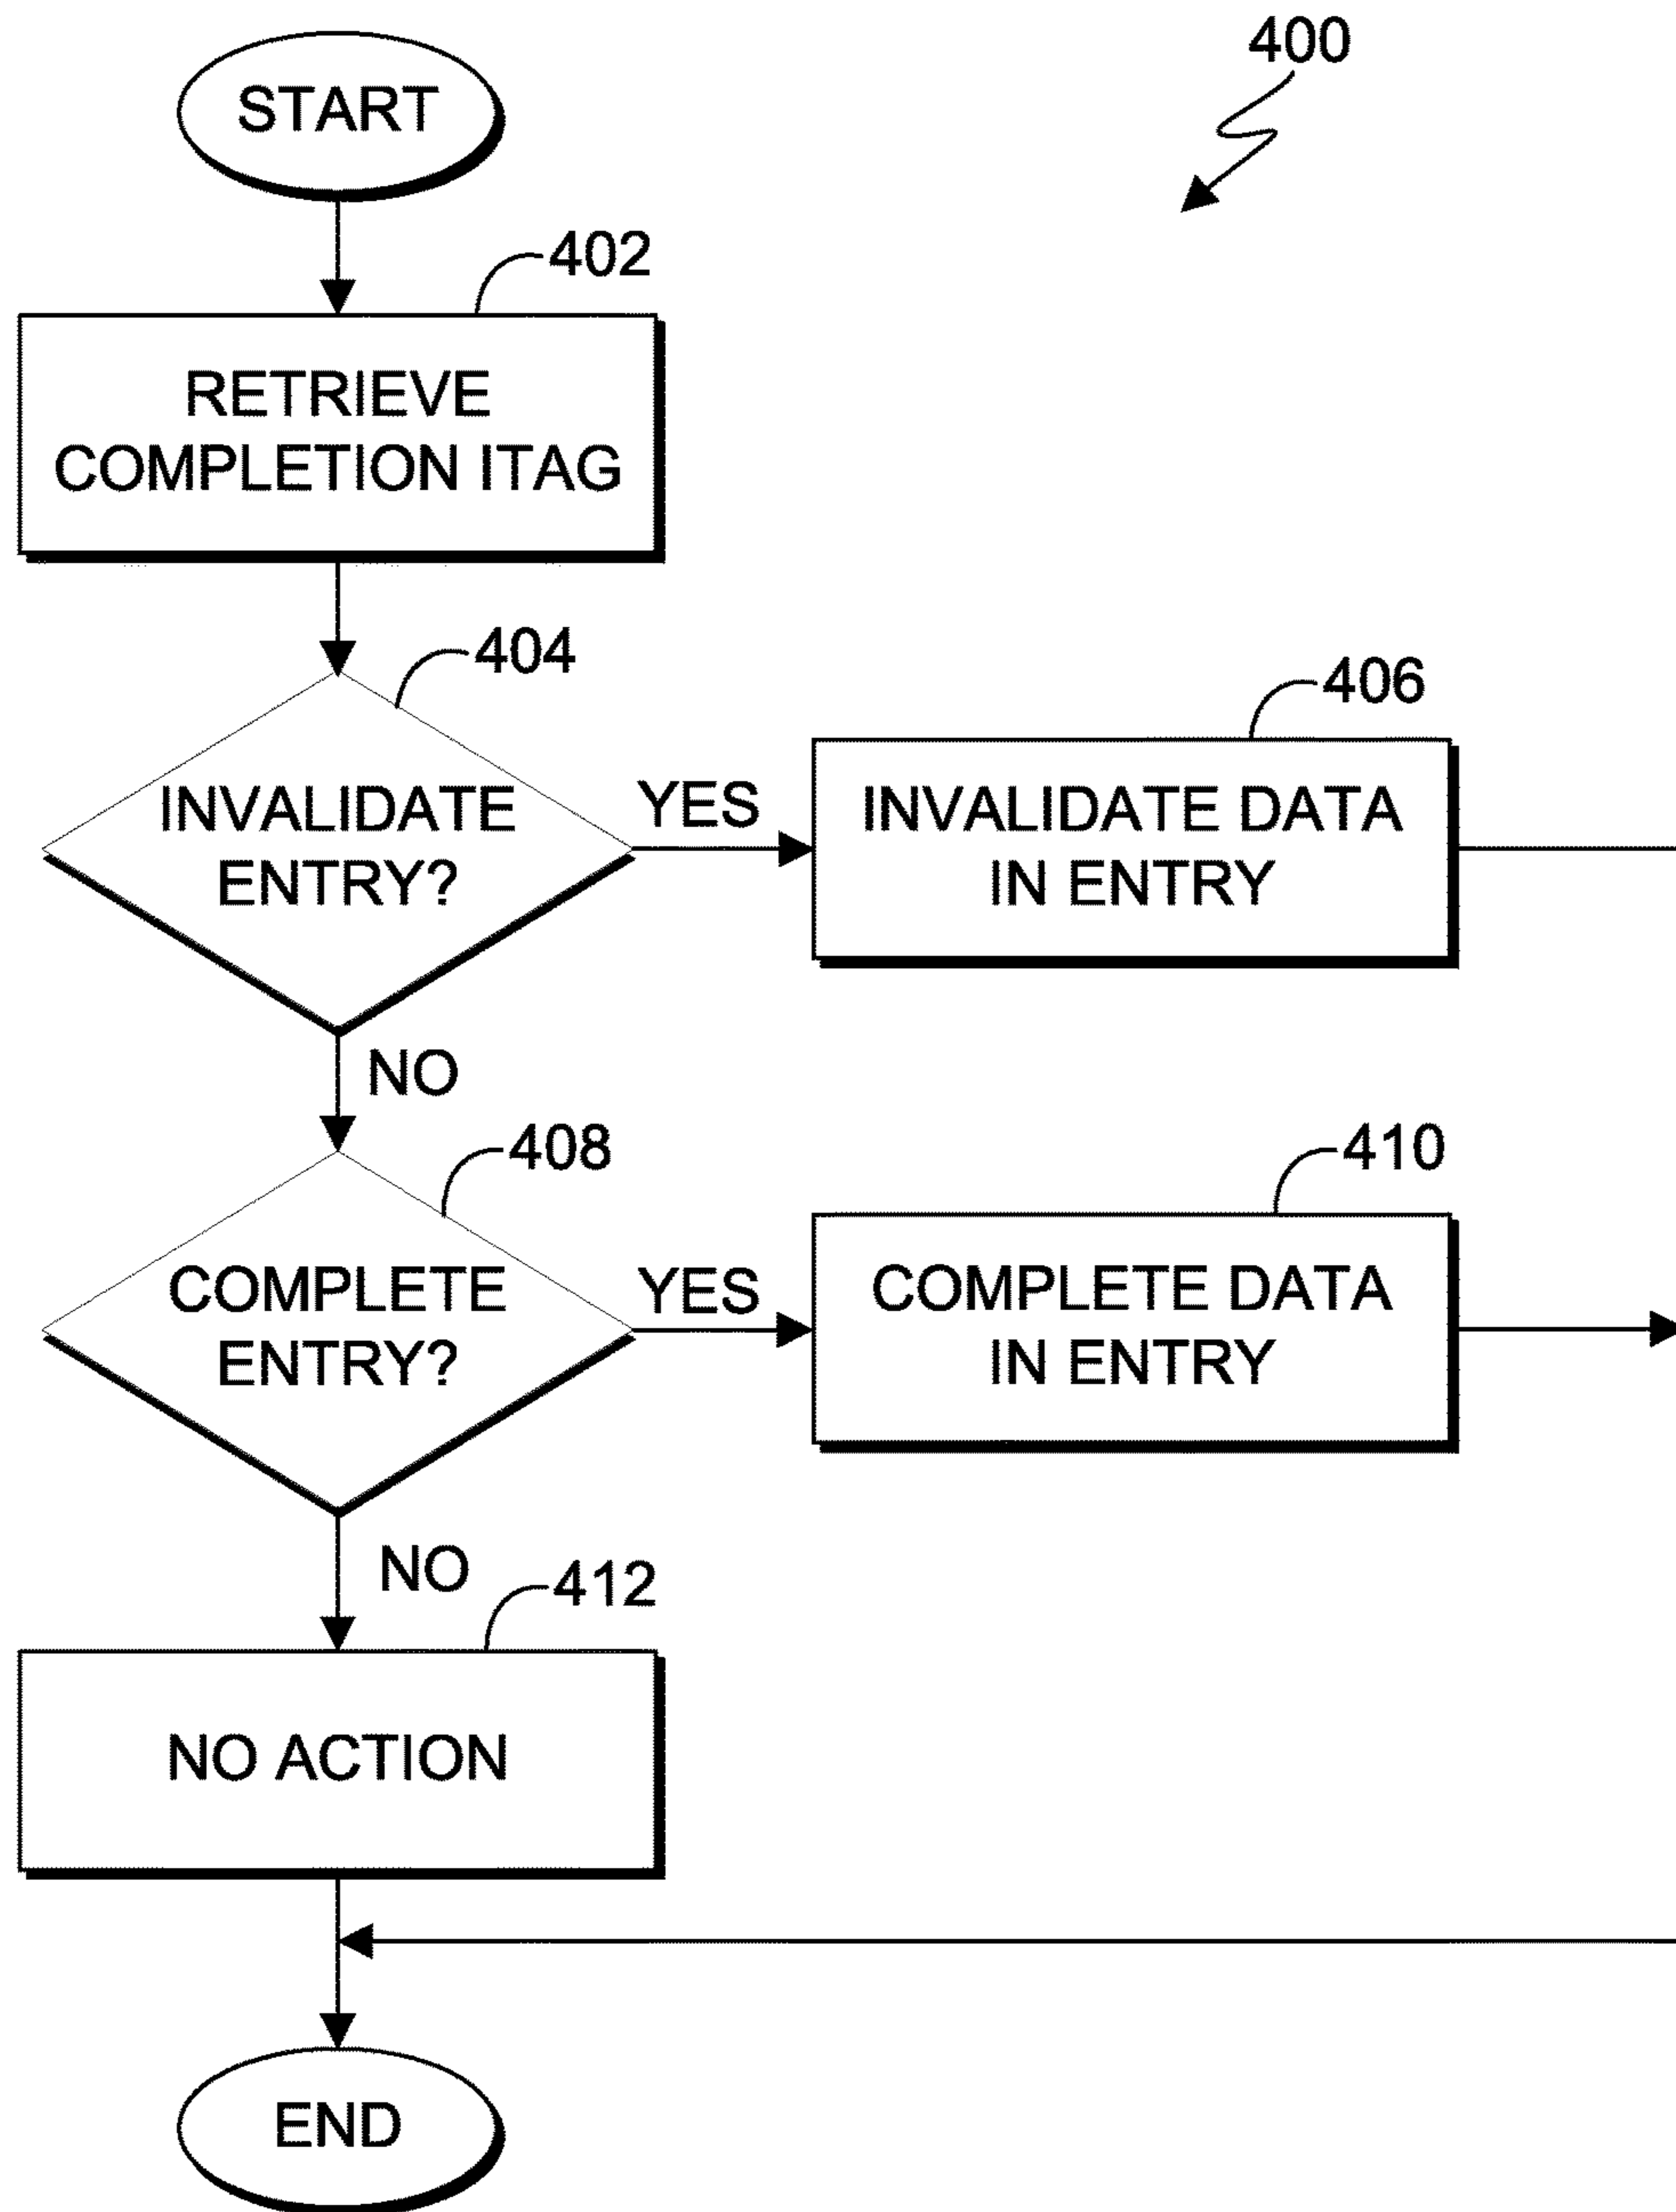 START
400
402
RETRIEVE
COMPLETION ITAG
404
INVALIDATE
ENTRY?
YES
406
INVALIDATE DATA
IN ENTRY
NO
408
COMPLETE
ENTRY?
YES
410
COMPLETE DATA
IN ENTRY
NO
412
NO ACTION
END